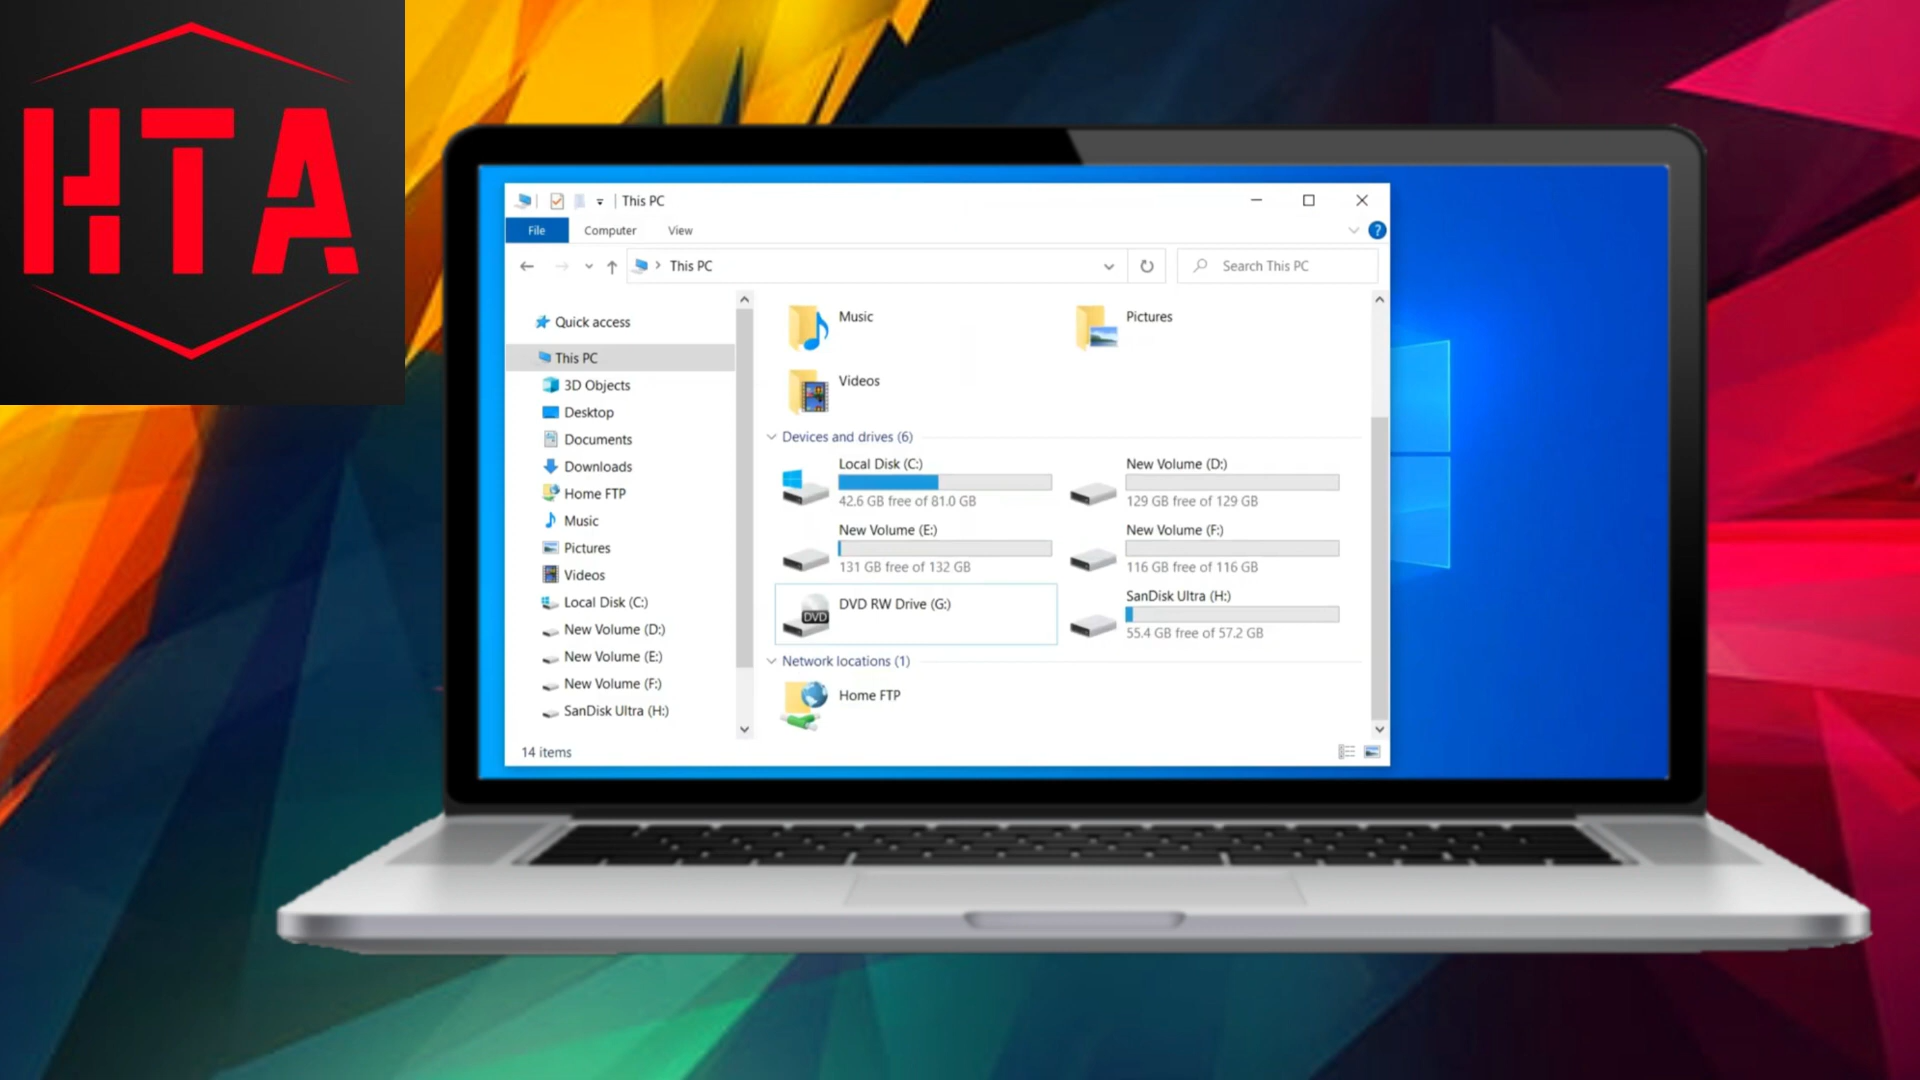 HTA
This PC
File Computer View
This PC
Search This PC
Quick access
This PC
3D Objects
Desktop
Documents
Downloads
Home FTP
Music
Pictures
Videos
Local Disk (C:)
New Volume (D:)
New Volume (E:)
New Volume (F:)
SanDisk Ultra (H:)
Music
Pictures
Videos
Devices and drives (6)
Local Disk (C:)
42.6 GB free of 81.0 GB
New Volume (D:)
129 GB free of 129 GB
New Volume (E:)
131 GB free of 132 GB
New Volume (F:)
116 GB free of 116 GB
DVD
DVD RW Drive (G:)
SanDisk Ultra (H:)
55.4 GB free of 57.2 GB
Network locations (1)
Home FTP
14 items